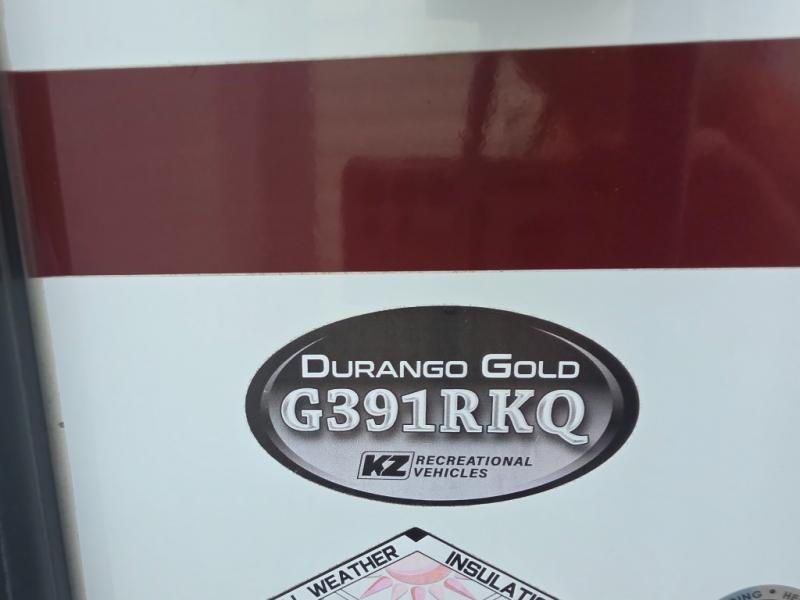 DURANGO GOLD
G391RKQ
KZ RECREATIONAL
VEHICLES
WEATHER INSULATI